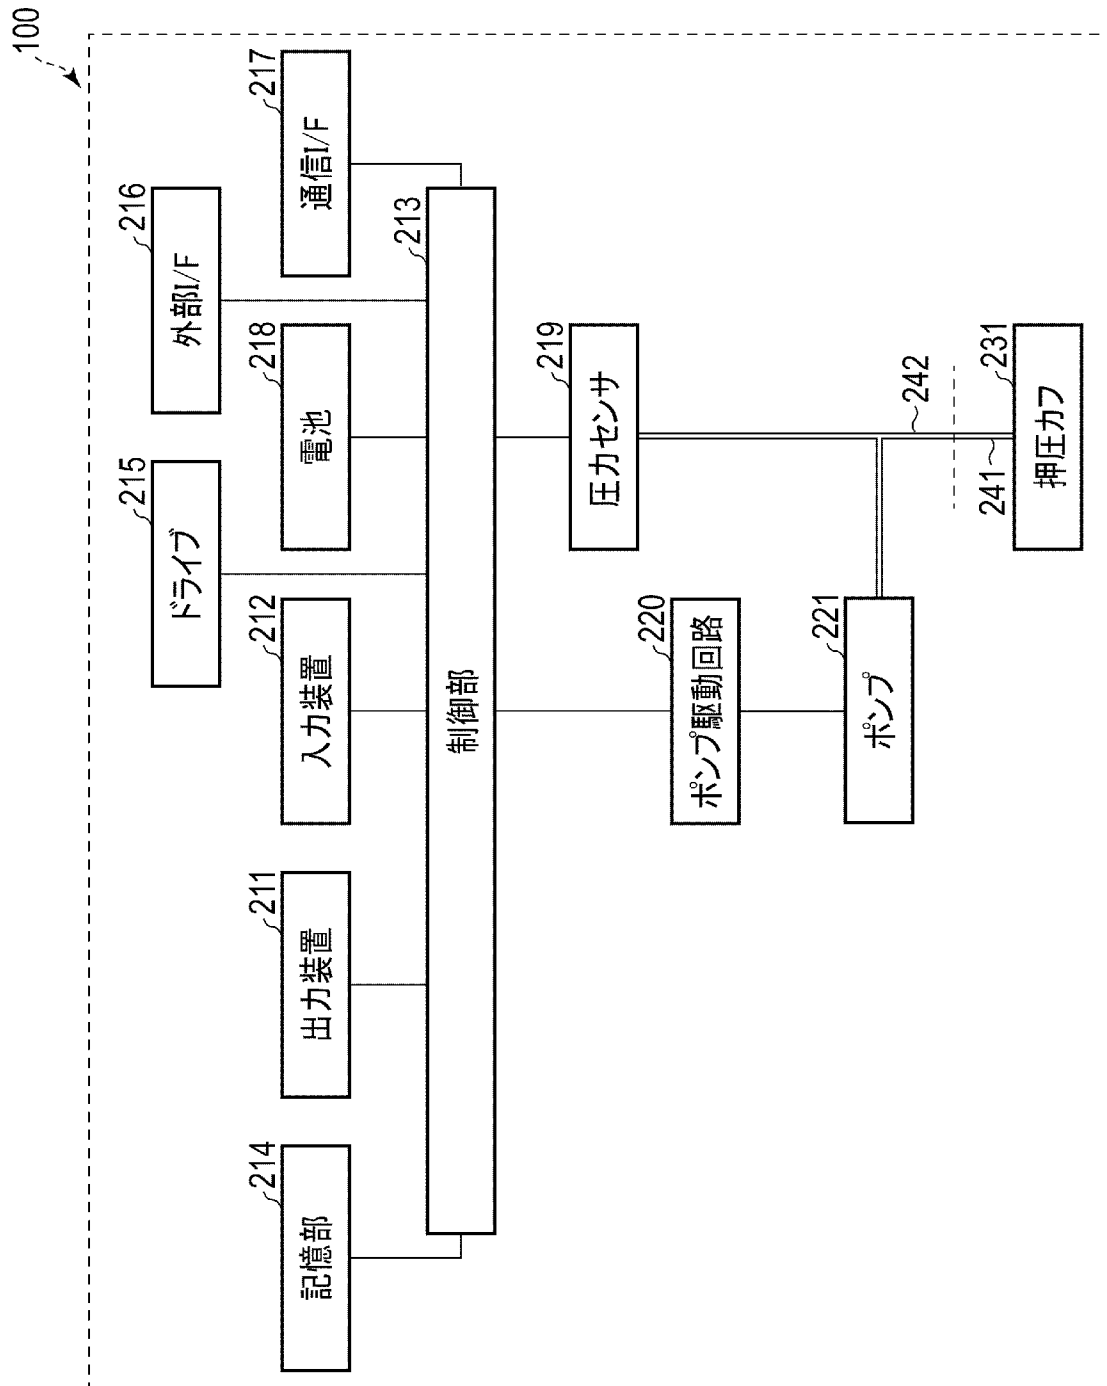 100
216
外部I/F
215
ドライブ
217
通信I/F
218
電池
212
入力装置
211
出力装置
214
記憶部
213
制御部
219
圧力センサ
220
ポンプ駆動回路
221
ポンプ
242
241
231
押圧カフ